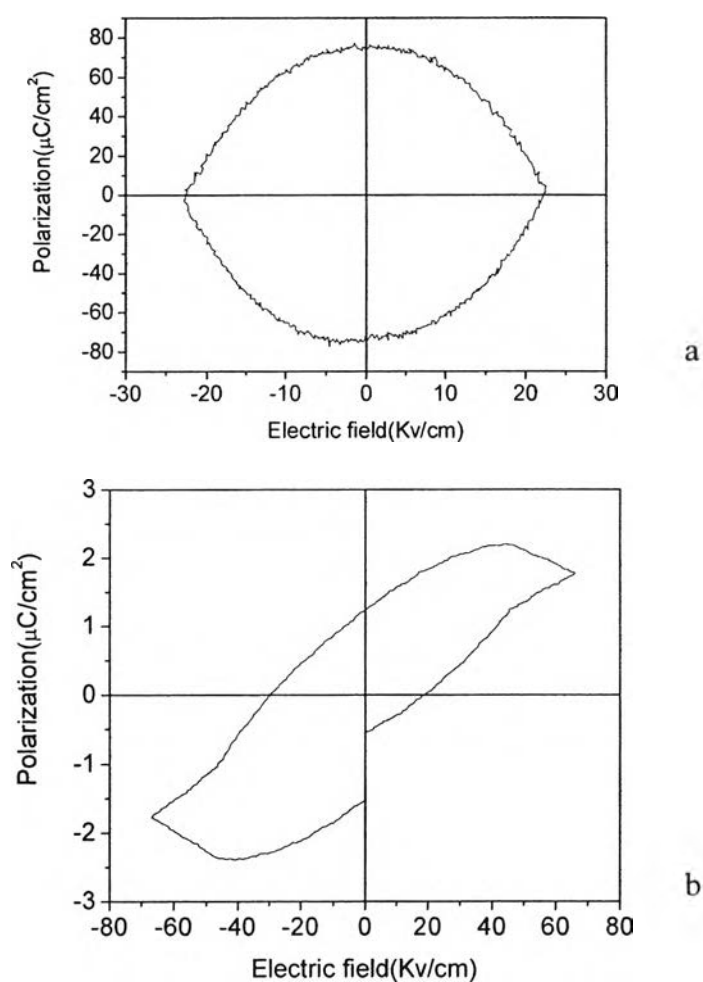 80
60
40
20
0
-20
-40
-60
-80
Polarization(μC/cm²)
-30 -20 -10 0 10 20 30
Electric field(Kv/cm)
a
3
2
1
0
-1
-2
-3
Polarization(μC/cm²)
-80 -60 -40 -20 0 20 40 60 80
Electric field(Kv/cm)
b